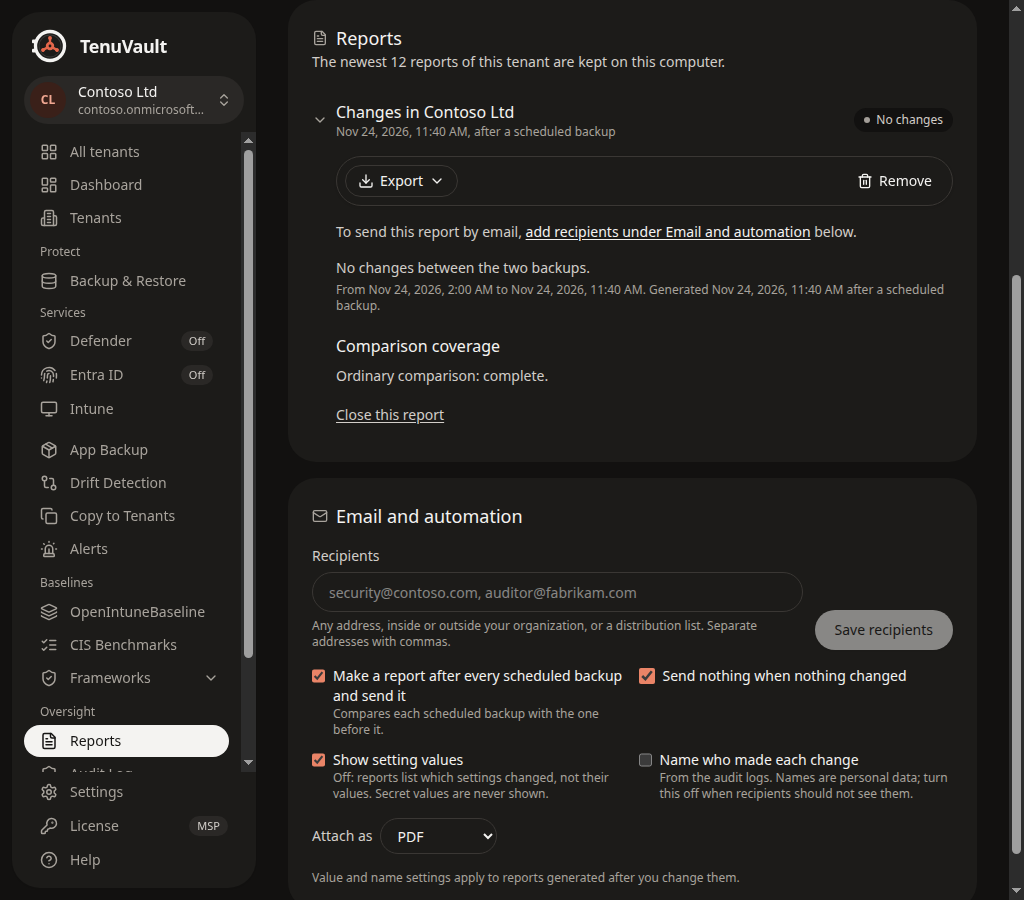 TenuVault
CL
Contoso Ltd
contoso.onmicrosoft...
All tenants
Dashboard
Tenants
Protect
Backup & Restore
Services
Defender
Off
Entra ID
Off
Intune
App Backup
Drift Detection
Copy to Tenants
Alerts
Baselines
OpenIntuneBaseline
CIS Benchmarks
Frameworks
Oversight
Reports
Audit Log
Settings
License
MSP
Help
Reports
The newest 12 reports of this tenant are kept on this computer.
Changes in Contoso Ltd
Nov 24, 2026, 11:40 AM, after a scheduled backup
No changes
Export
Remove
To send this report by email, add recipients under Email and automation below.
No changes between the two backups.
From Nov 24, 2026, 2:00 AM to Nov 24, 2026, 11:40 AM. Generated Nov 24, 2026, 11:40 AM after a scheduled
backup.
Comparison coverage
Ordinary comparison: complete.
Close this report
Email and automation
Recipients
security@contoso.com, auditor@fabrikam.com
Any address, inside or outside your organization, or a distribution list. Separate
addresses with commas.
Save recipients
Make a report after every scheduled backup
and send it
Compares each scheduled backup with the one
before it.
Send nothing when nothing changed
Show setting values
Off: reports list which settings changed, not their
values. Secret values are never shown.
Name who made each change
From the audit logs. Names are personal data; turn
this off when recipients should not see them.
Attach as
PDF
Value and name settings apply to reports generated after you change them.